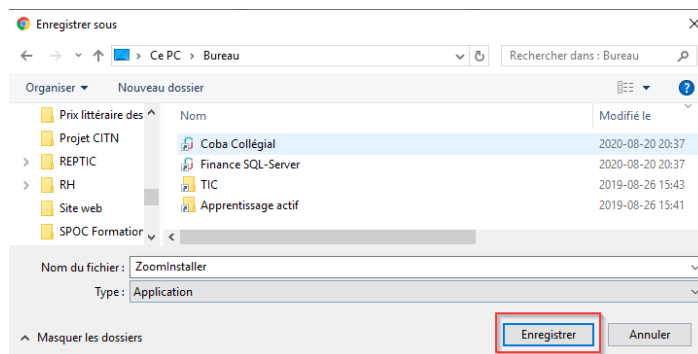 Enregistrer sous
Ce PC > Bureau
Rechercher dans : Bureau
Organiser Nouveau dossier
Nom Modifié le
Prix littéraire des
Projet CITN
REPTIC
RH
Site web
SPOC Formation
Coba Collégial 2020-08-20 20:37
Finance SQL-Server 2020-08-20 20:37
TIC 2019-08-26 15:43
Apprentissage actif 2019-08-26 15:41
Nom du fichier : ZoomInstaller
Type : Application
Masquer les dossiers
Enregistrer Annuler